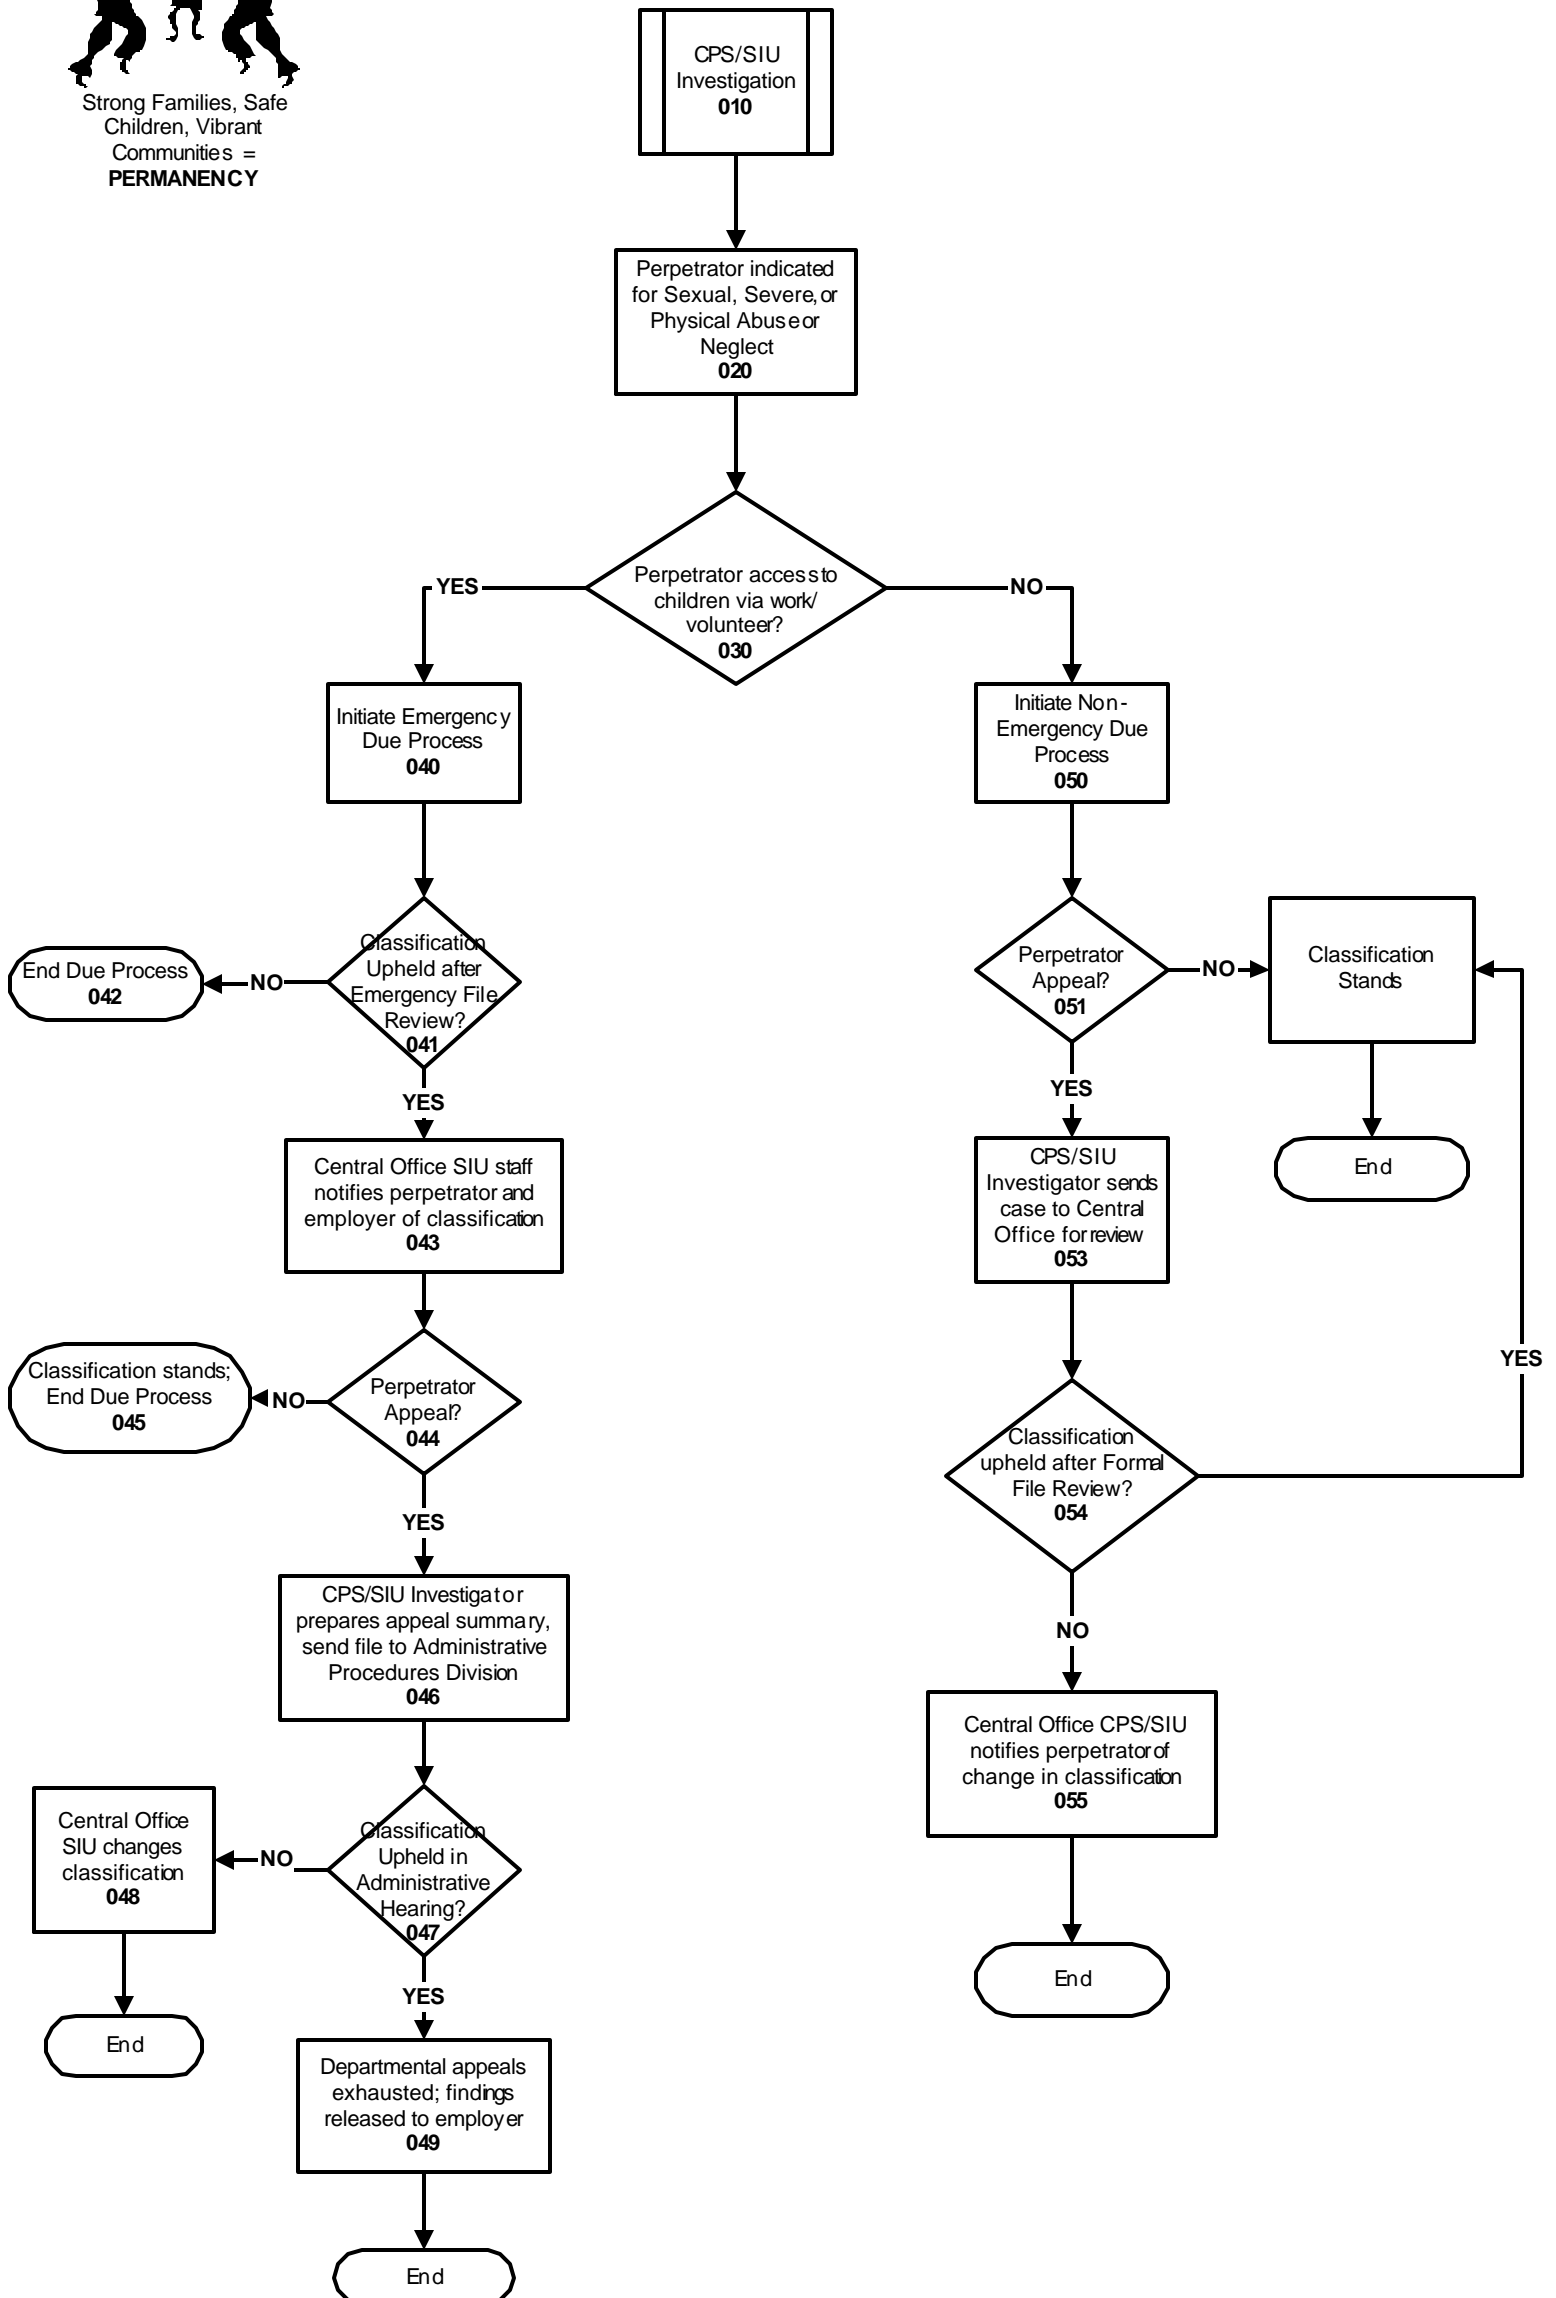 Strong Families, Safe
Children, Vibrant
Communities =
PERMANENCY
CPS/SIU
Investigation
010
Perpetrator indicated
for Sexual, Severe, or
Physical Abuse or
Neglect
020
Perpetrator access to
children via work/
volunteer?
030
YES
NO
Initiate Emergency
Due Process
040
Initiate Non-
Emergency Due
Process
050
Classification
Upheld after
Emergency File
Review?
041
NO
End Due Process
042
Perpetrator
Appeal?
051
NO
Classification
Stands
End
YES
YES
Central Office SIU staff
notifies perpetrator and
employer of classification
043
CPS/SIU
Investigator sends
case to Central
Office for review
053
Perpetrator
Appeal?
044
NO
Classification stands;
End Due Process
045
Classification
upheld after Formal
File Review?
054
YES
YES
NO
CPS/SIU Investigator
prepares appeal summary,
send file to Administrative
Procedures Division
046
Central Office CPS/SIU
notifies perpetrator of
change in classification
055
Classification
Upheld in
Administrative
Hearing?
047
NO
Central Office
SIU changes
classification
048
End
End
YES
Departmental appeals
exhausted; findings
released to employer
049
End